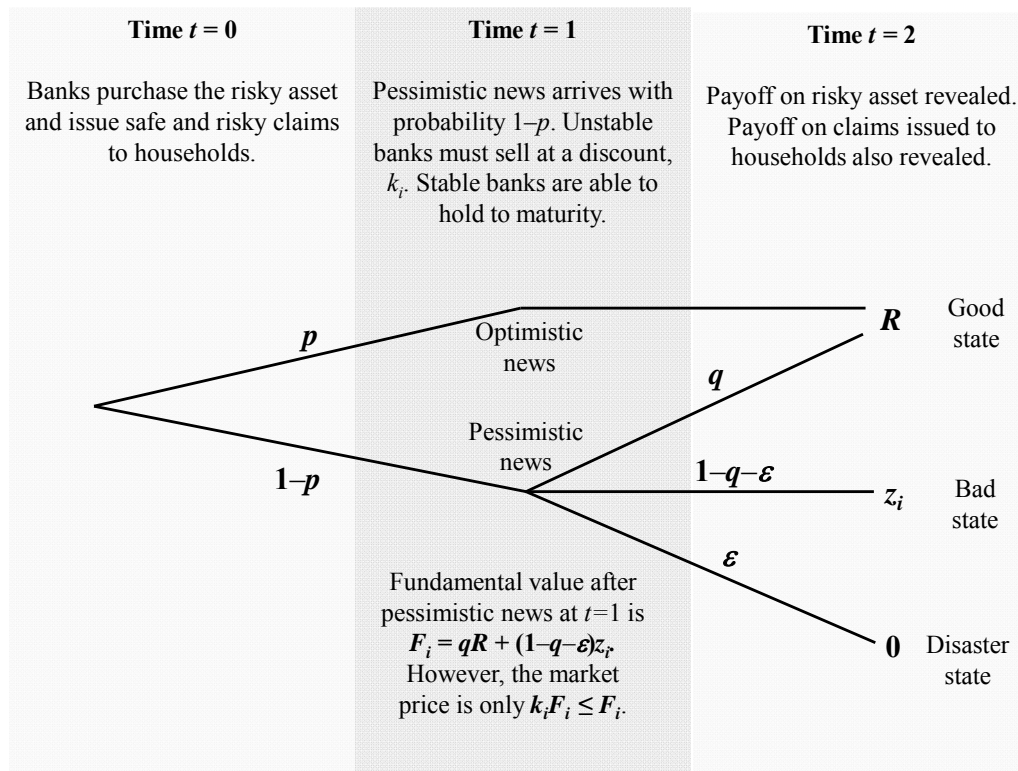 Time t = 0
Banks purchase the risky asset
and issue safe and risky claims
to households.
Time t = 1
Pessimistic news arrives with
probability 1–p. Unstable
banks must sell at a discount,
kᵢ. Stable banks are able to
hold to maturity.
Time t = 2
Payoff on risky asset revealed.
Payoff on claims issued to
households also revealed.
p
Optimistic
news
R
Good
state
q
1–p
Pessimistic
news
1–q–ε
zᵢ
Bad
state
ε
0
Disaster
state
Fundamental value after
pessimistic news at t=1 is
Fᵢ = qR + (1–q–ε)zᵢ.
However, the market
price is only kᵢFᵢ ≤ Fᵢ.